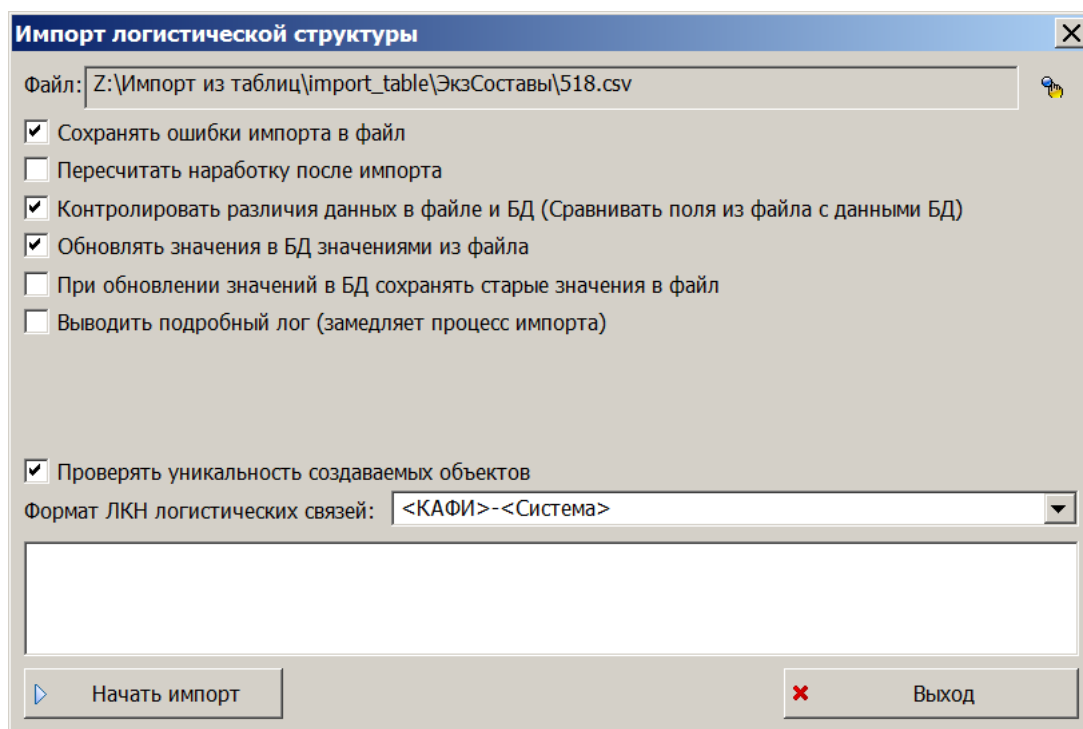 Импорт логистической структуры
Файл: Z:\Импорт из таблиц\import_table\ЭкзСоставы\518.csv
Сохранять ошибки импорта в файл
Пересчитать наработку после импорта
Контролировать различия данных в файле и БД (Сравнивать поля из файла с данными БД)
Обновлять значения в БД значениями из файла
При обновлении значений в БД сохранять старые значения в файл
Выводить подробный лог (замедляет процесс импорта)
Проверять уникальность создаваемых объектов
Формат ЛКН логистических связей: <КАФИ>-<Система>
Начать импорт Выход